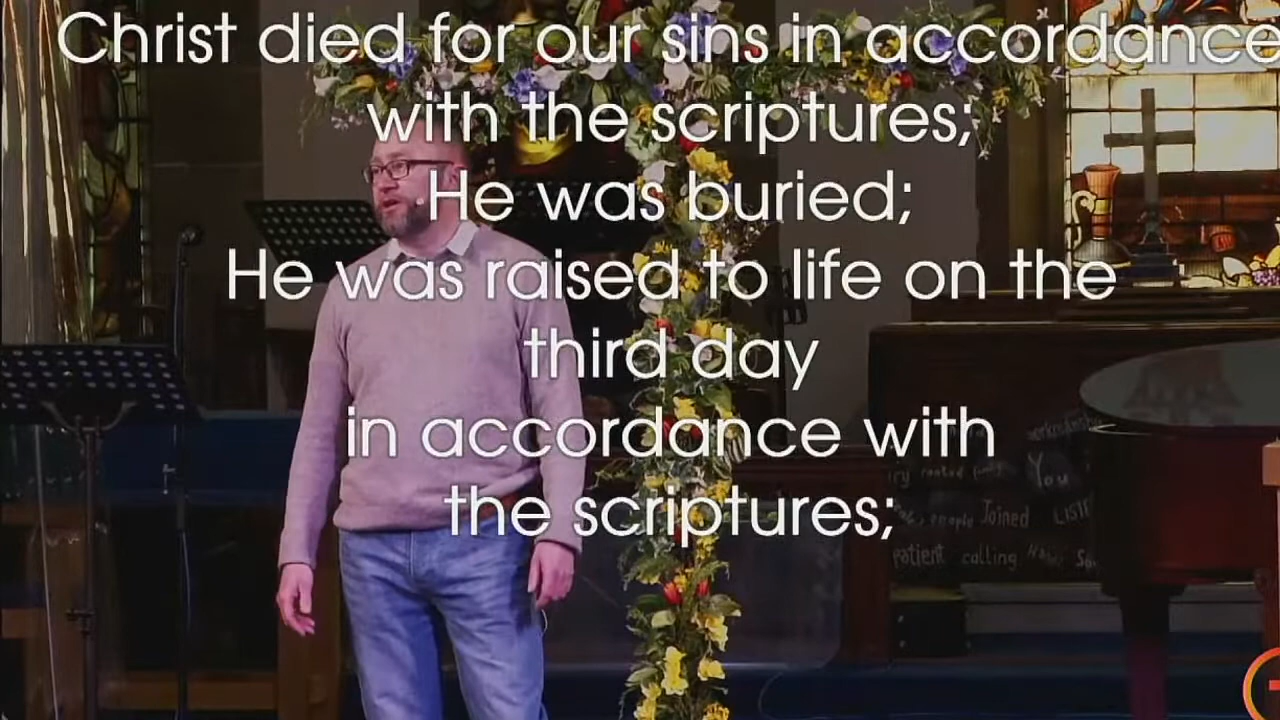 Christ died for our sins in accordance
with the scriptures;
He was buried;
He was raised to life on the
third day
in accordance with
the scriptures;
You
Joined
people
patient calling